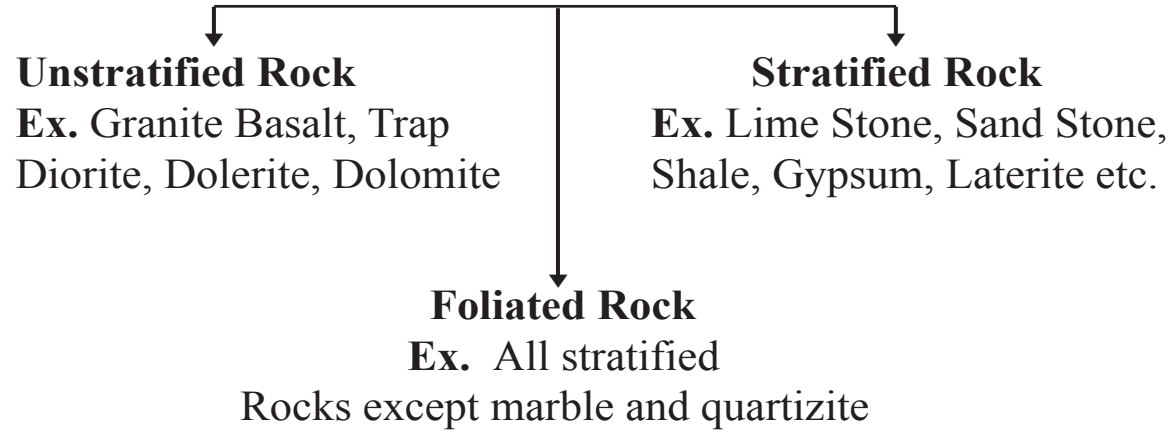 Unstratified Rock
Ex. Granite Basalt, Trap
Diorite, Dolerite, Dolomite
Stratified Rock
Ex. Lime Stone, Sand Stone,
Shale, Gypsum, Laterite etc.
Foliated Rock
Ex. All stratified
Rocks except marble and quartizite